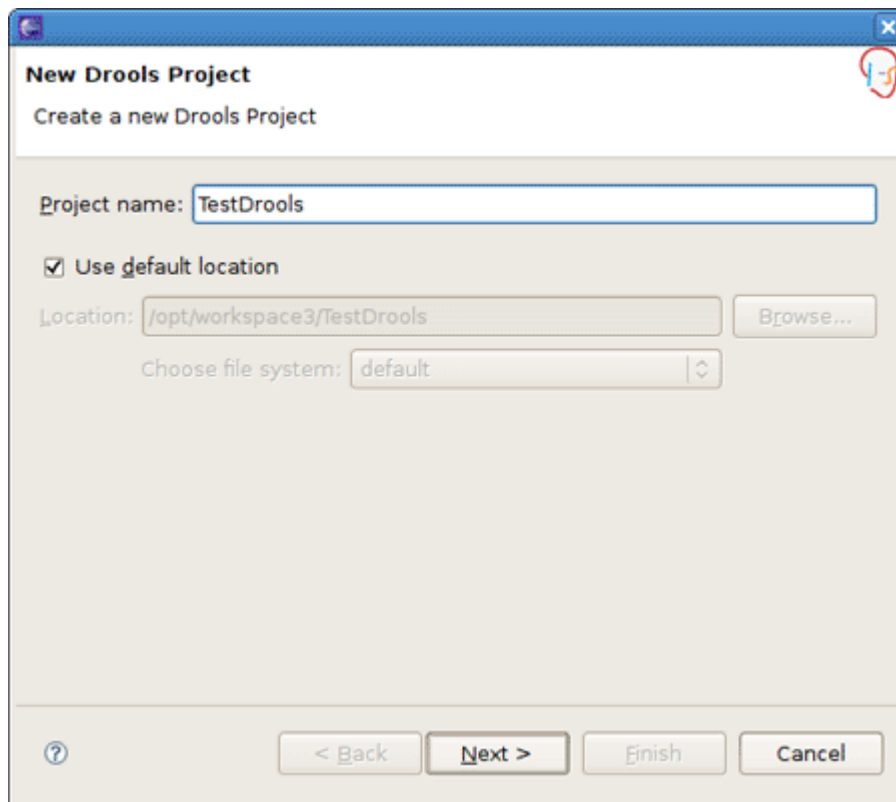 New Drools Project
Create a new Drools Project
Project name: TestDrools
Use default location
Location: /opt/workspace3/TestDrools Browse...
Choose file system: default
< Back Next > Finish Cancel